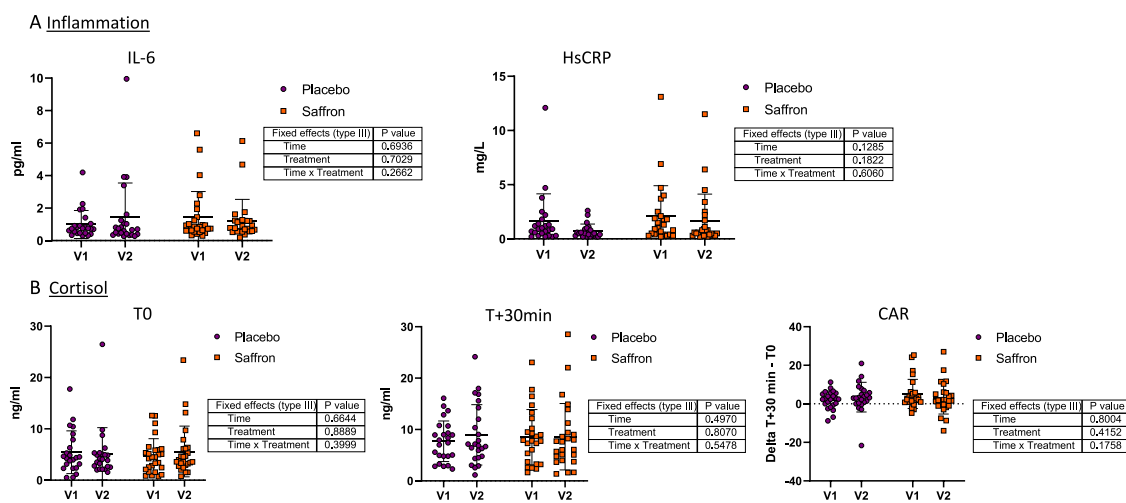 A Inflammation
IL-6
HsCRP
10
8
6
4
2
0
pg/ml
V1 V2 V1 V2
Placebo
Saffron
Fixed effects (type III) P value
Time 0.6936
Treatment 0.7029
Time x Treatment 0.2662
15
10
5
0
mg/L
V1 V2 V1 V2
Placebo
Saffron
Fixed effects (type III) P value
Time 0.1285
Treatment 0.1822
Time x Treatment 0.6060
B Cortisol
T0
T+30min
CAR
30
20
10
0
ng/ml
V1 V2 V1 V2
Placebo
Saffron
Fixed effects (type III) P value
Time 0.6644
Treatment 0.8889
Time x Treatment 0.3999
30
20
10
0
ng/ml
V1 V2 V1 V2
Placebo
Saffron
Fixed effects (type III) P value
Time 0.4970
Treatment 0.8070
Time x Treatment 0.5478
40
20
0
-20
-40
Delta T+30 min - T0
V1 V2 V1 V2
Placebo
Saffron
Fixed effects (type III) P value
Time 0.8004
Treatment 0.4152
Time x Treatment 0.1758